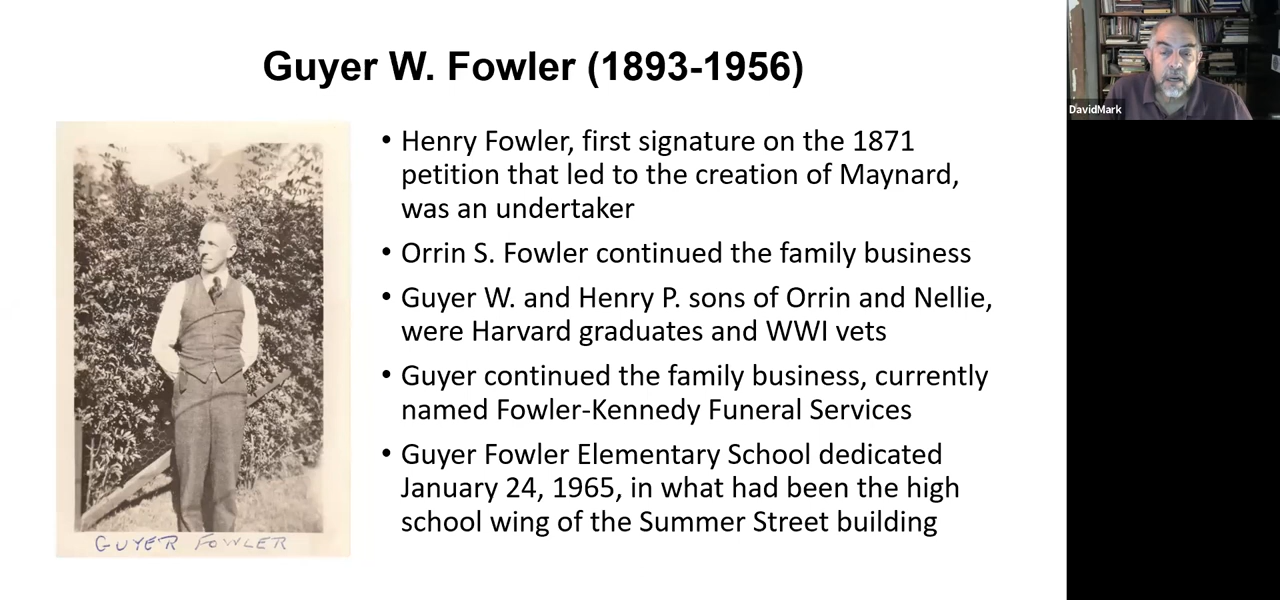 Guyer W. Fowler (1893-1956)
• Henry Fowler, first signature on the 1871
petition that led to the creation of Maynard,
was an undertaker
• Orrin S. Fowler continued the family business
• Guyer W. and Henry P. sons of Orrin and Nellie,
were Harvard graduates and WWI vets
• Guyer continued the family business, currently
named Fowler-Kennedy Funeral Services
• Guyer Fowler Elementary School dedicated
January 24, 1965, in what had been the high
school wing of the Summer Street building
GUYER FOWLER
DavidMark